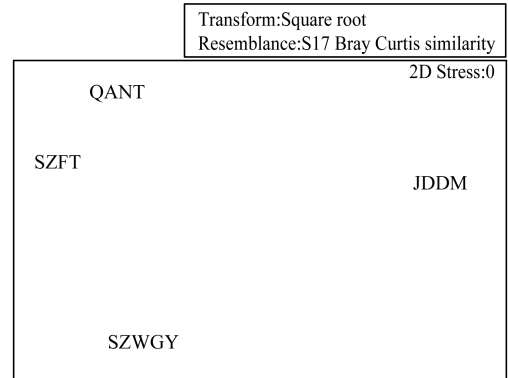 Transform:Square root
Resemblance:S17 Bray Curtis similarity
2D Stress:0
QANT
SZFT
JDDM
SZWGY